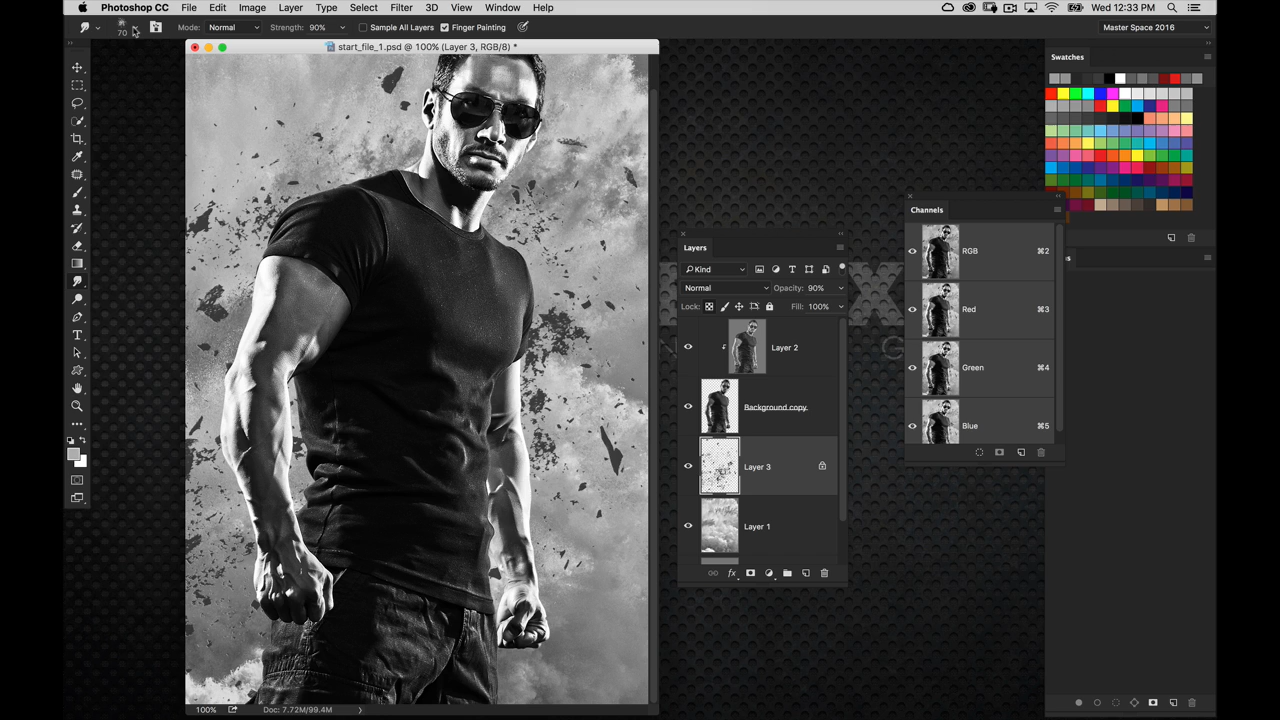 Photoshop CC File Edit Image Layer Type Select Filter 3D View Window Help Wed 12:33 PM
70 Mode: Normal Strength: 90% Sample All Layers Finger Painting Master Space 2016
start_file_1.psd @ 100% (Layer 3, RGB/8) *
Swatches
Channels
RGB ⌘2
Red ⌘3
Green ⌘4
Blue ⌘5
Layers
Kind
Normal Opacity: 90%
Lock: Fill: 100%
Layer 2
Background copy
Layer 3
Layer 1
fx
100% Doc: 7.72M/99.4M